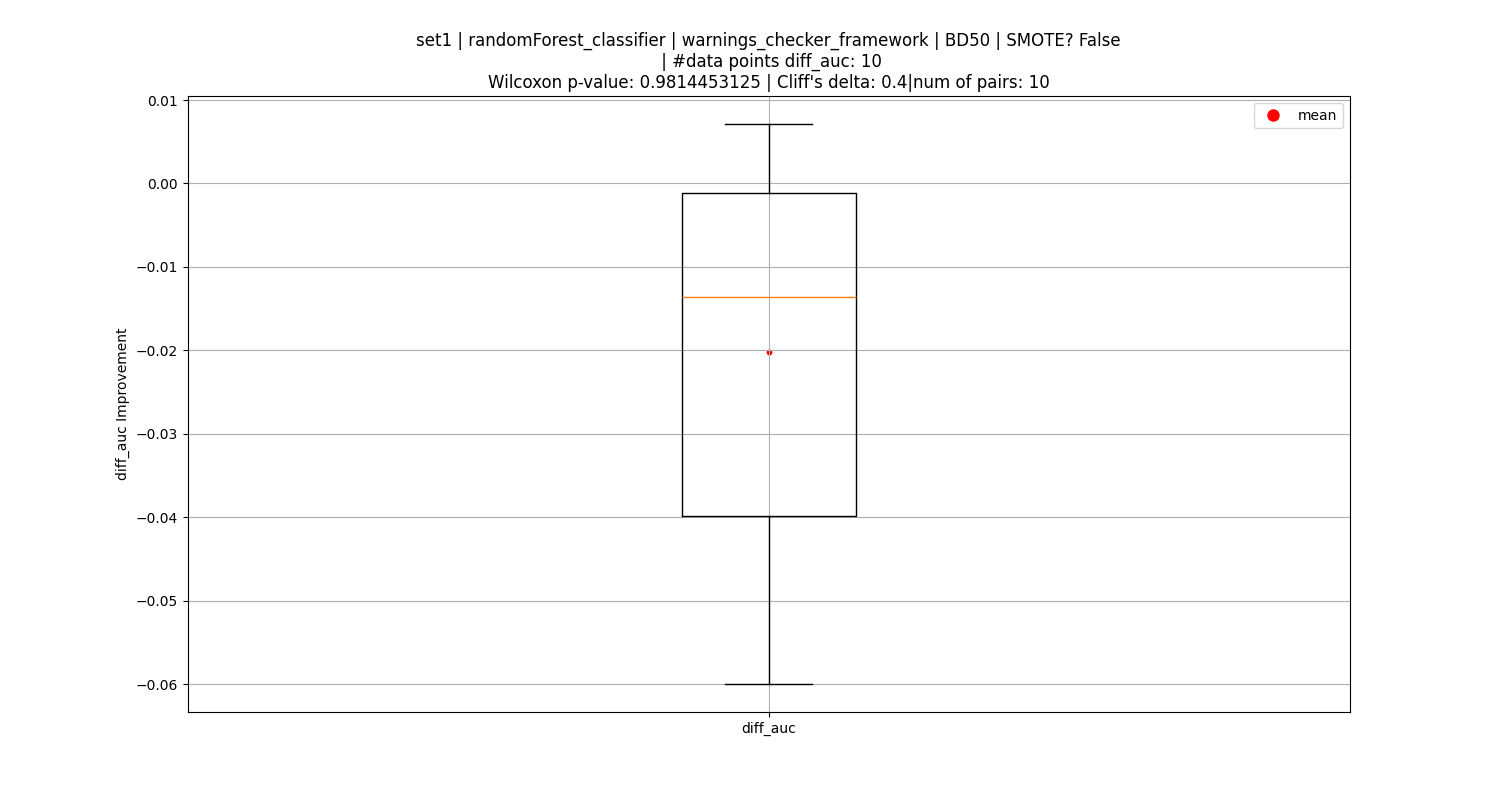 set1 | randomForest_classifier | warnings_checker_framework | BD50 | SMOTE? False
| #data points diff_auc: 10
Wilcoxon p-value: 0.9814453125 | Cliff's delta: 0.4|num of pairs: 10
mean
0.01
0.00
−0.01
−0.02
−0.03
−0.04
−0.05
−0.06
diff_auc Improvement
diff_auc